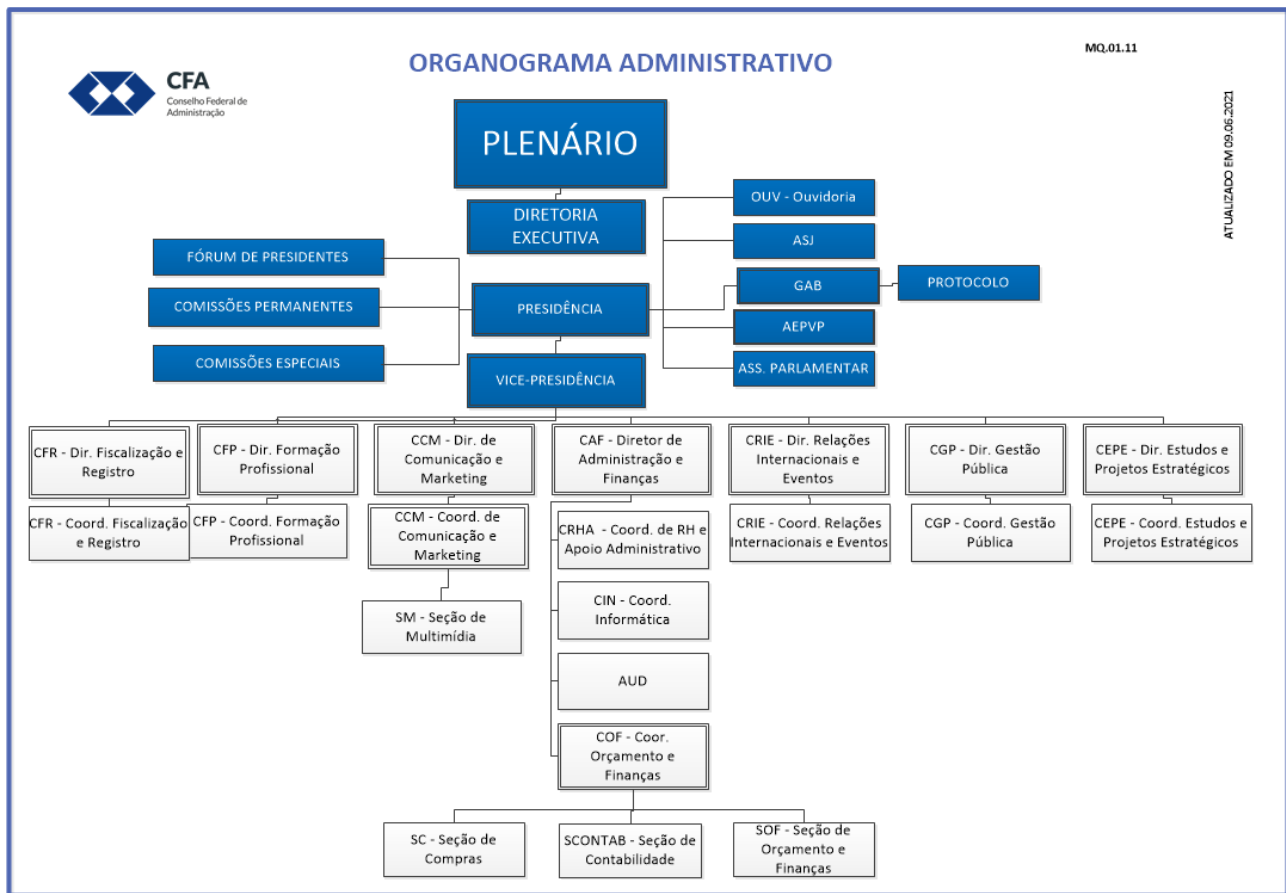 MQ.01.11
ORGANOGRAMA ADMINISTRATIVO
CFA
Conselho Federal de
Administração
ATUALIZADO EM 09.06.2021
PLENÁRIO
DIRETORIA
EXECUTIVA
OUV - Ouvidoria
ASJ
FÓRUM DE PRESIDENTES
GAB
PROTOCOLO
COMISSÕES PERMANENTES
PRESIDÊNCIA
AEPVP
COMISSÕES ESPECIAIS
ASS. PARLAMENTAR
VICE-PRESIDÊNCIA
CFR - Dir. Fiscalização e
Registro
CFP - Dir. Formação
Profissional
CCM - Dir. de
Comunicação e
Marketing
CAF - Diretor de
Administração e
Finanças
CRIE - Dir. Relações
Internacionais e
Eventos
CGP - Dir. Gestão
Pública
CEPE - Dir. Estudos e
Projetos Estratégicos
CFR - Coord. Fiscalização
e Registro
CFP - Coord. Formação
Profissional
CCM - Coord. de
Comunicação e
Marketing
CRHA - Coord. de RH e
Apoio Administrativo
CRIE - Coord. Relações
Internacionais e Eventos
CGP - Coord. Gestão
Pública
CEPE - Coord. Estudos e
Projetos Estratégicos
SM - Seção de
Multimídia
CIN - Coord.
Informática
AUD
COF - Coor.
Orçamento e
Finanças
SC - Seção de
Compras
SCONTAB - Seção de
Contabilidade
SOF - Seção de
Orçamento e
Finanças